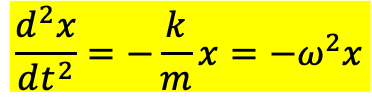 d²x/dt² = −k/m x = −ω²x